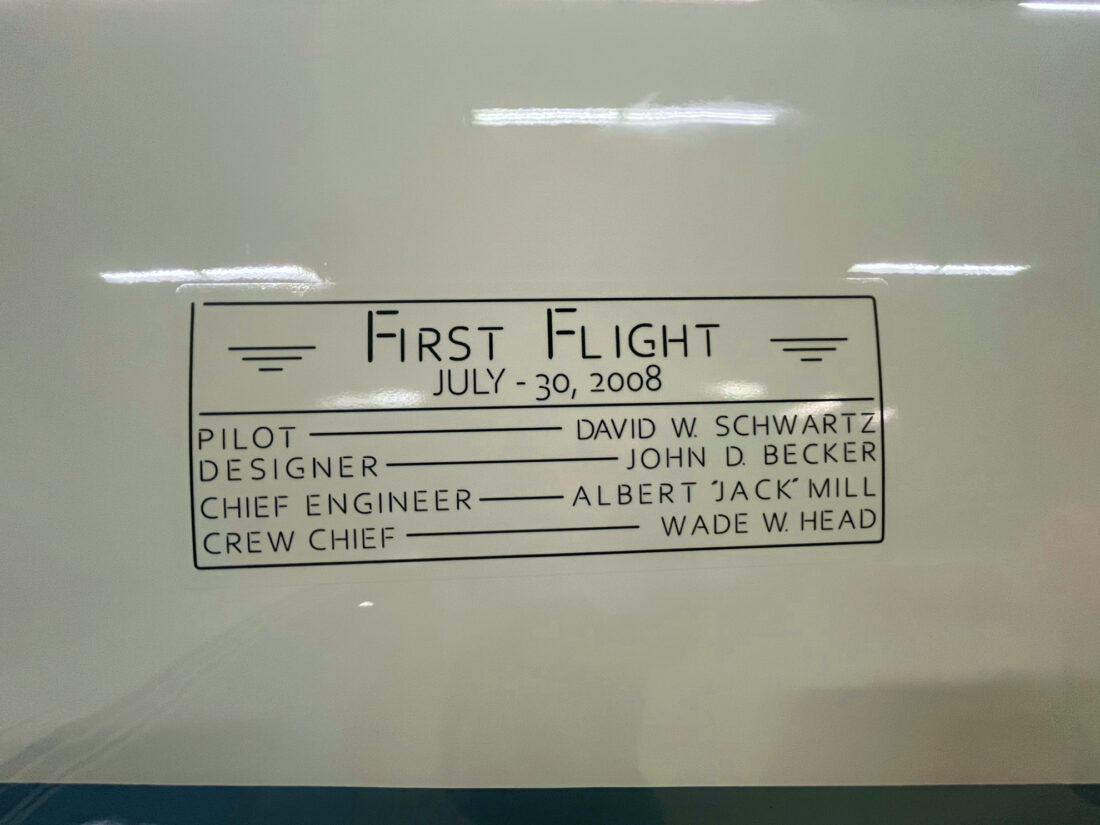 FIRST FLIGHT
JULY - 30, 2008
PILOT DAVID W. SCHWARTZ
DESIGNER JOHN D. BECKER
CHIEF ENGINEER ALBERT "JACK" MILL
CREW CHIEF WADE W. HEAD